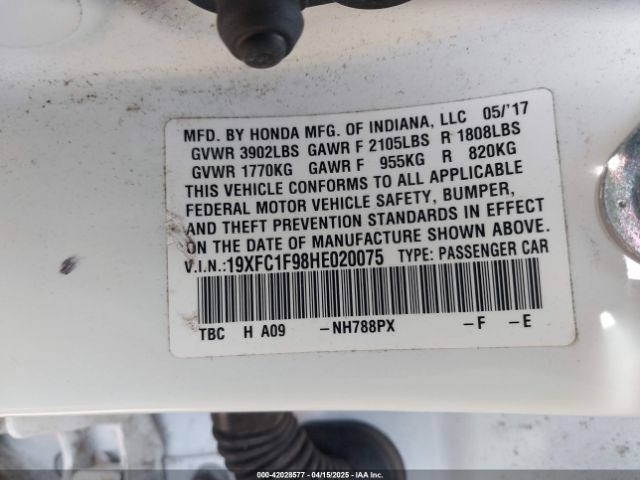 MFD. BY HONDA MFG. OF INDIANA, LLC 05/'17
GVWR 3902LBS GAWR F 2105LBS R 1808LBS
GVWR 1770KG GAWR F 955KG R 820KG
THIS VEHICLE CONFORMS TO ALL APPLICABLE
FEDERAL MOTOR VEHICLE SAFETY, BUMPER,
AND THEFT PREVENTION STANDARDS IN EFFECT
ON THE DATE OF MANUFACTURE SHOWN ABOVE.
V.I.N.:19XFC1F98HE020075 TYPE: PASSENGER CAR
TBC H A09 –NH788PX –F –E
000-42028577 04/15/2025 IAA Inc.